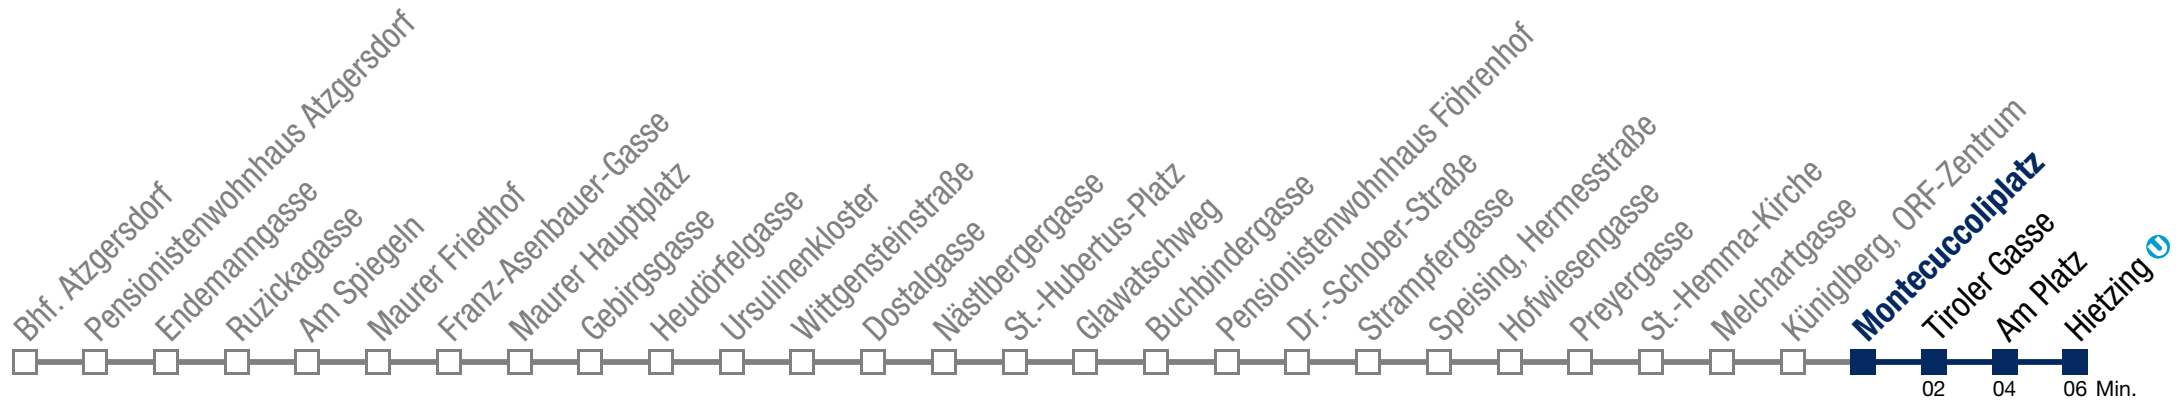 Bhf. Atzgersdorf
Pensionistenwohnhaus Atzgersdorf
Endemanngasse
Ruzickagasse
Am Spiegeln
Maurer Friedhof
Franz-Asenbauer-Gasse
Maurer Hauptplatz
Gebirgsgasse
Heudörfelgasse
Ursulinenkloster
Wittgensteinstraße
Dostalgasse
Nästlbergergasse
St.-Hubertus-Platz
Glawatschweg
Buchbindergasse
Pensionistenwohnhaus Föhrenhof
Dr.-Schober-Straße
Strampfergasse
Speising, Hermesstraße
Hofwiesengasse
Preyergasse
St.-Hemma-Kirche
Melchartgasse
Küniglberg, ORF-Zentrum
Montecuccoliplatz
Tiroler Gasse
Am Platz
Hietzing U
02 04 06 Min.